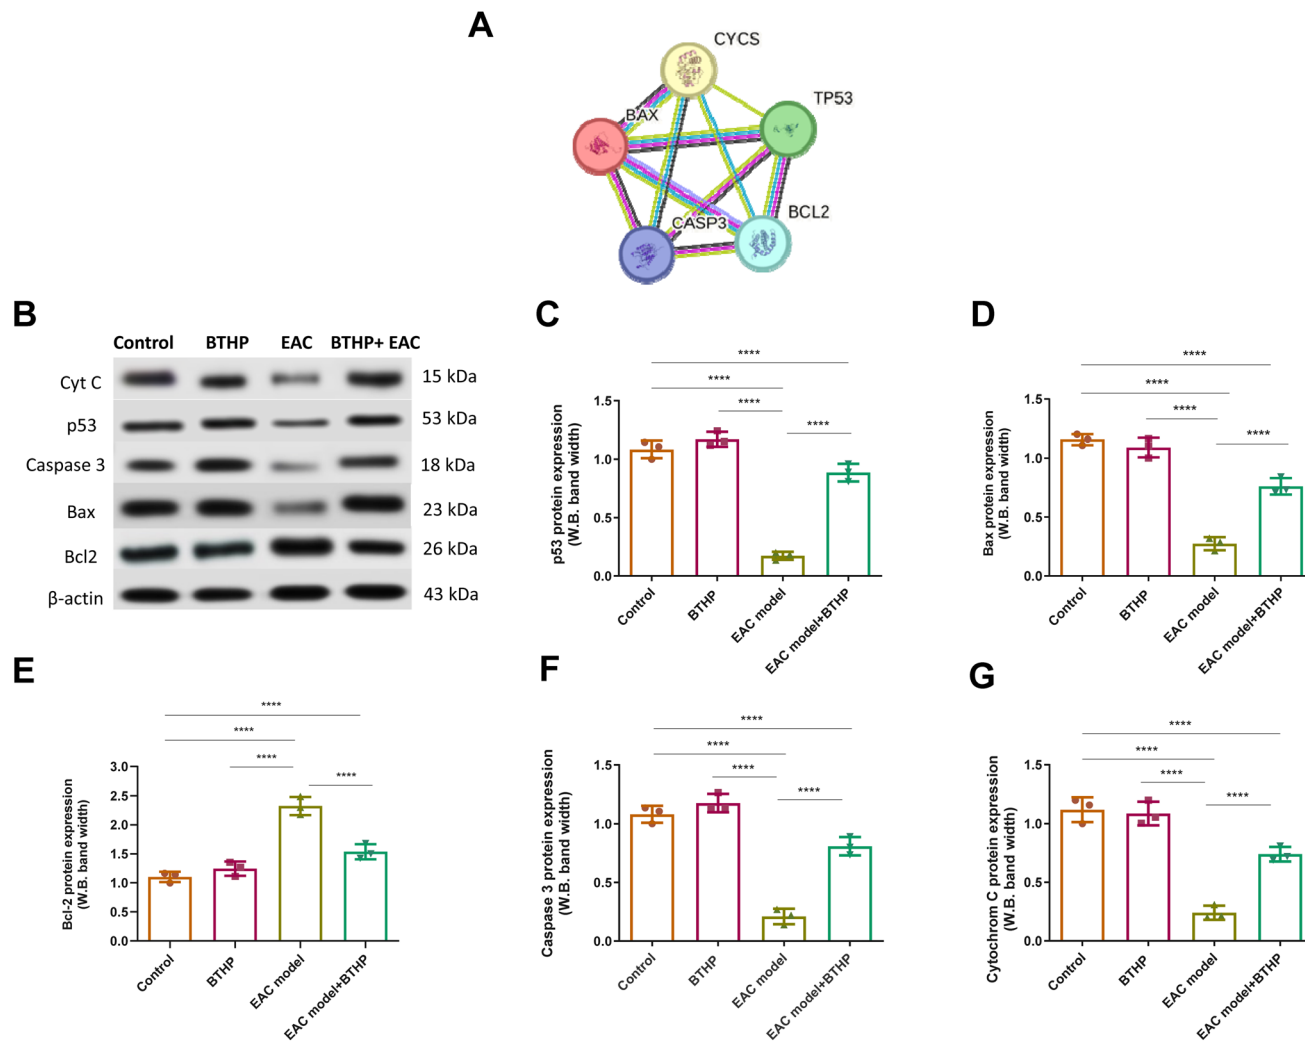 A
CYCS
TP53
BAX
BCL2
CASP3
B
Control BTHP EAC BTHP+ EAC
Cyt C 15 kDa
p53 53 kDa
Caspase 3 18 kDa
Bax 23 kDa
Bcl2 26 kDa
β-actin 43 kDa
C
****
****
****
****
p53 protein expression
(W.B. band width)
1.5
1.0
0.5
0.0
Control
BTHP
EAC model
EAC model+BTHP
D
****
****
****
****
Bax protein expression
(W.B. band width)
1.5
1.0
0.5
0.0
Control
BTHP
EAC model
EAC model+BTHP
E
****
****
****
****
Bcl-2 protein expression
(W.B. band width)
3.0
2.5
2.0
1.5
1.0
0.5
0.0
Control
BTHP
EAC model
EAC model+BTHP
F
****
****
****
****
Caspase 3 protein expression
(W.B. band width)
1.5
1.0
0.5
0.0
Control
BTHP
EAC model
EAC model+BTHP
G
****
****
****
****
Cytochrom C protein expression
(W.B. band width)
1.5
1.0
0.5
0.0
Control
BTHP
EAC model
EAC model+BTHP